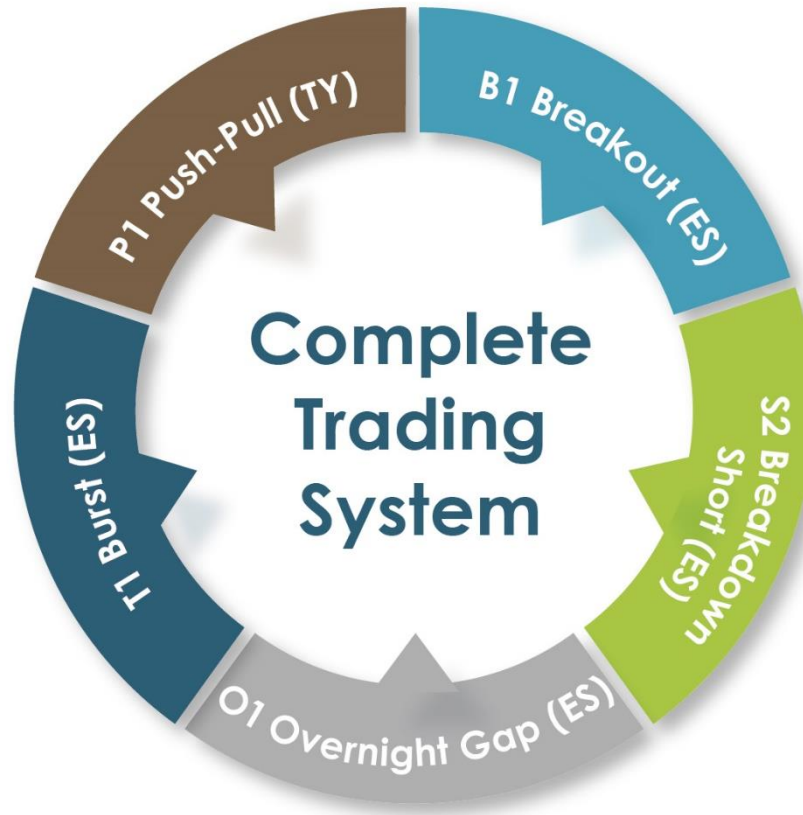 P1 Push-Pull (TY)
B1 Breakout (ES)
Complete
Trading
System
T1 Burst (ES)
S2 Breakdown
Short (ES)
O1 Overnight Gap (ES)